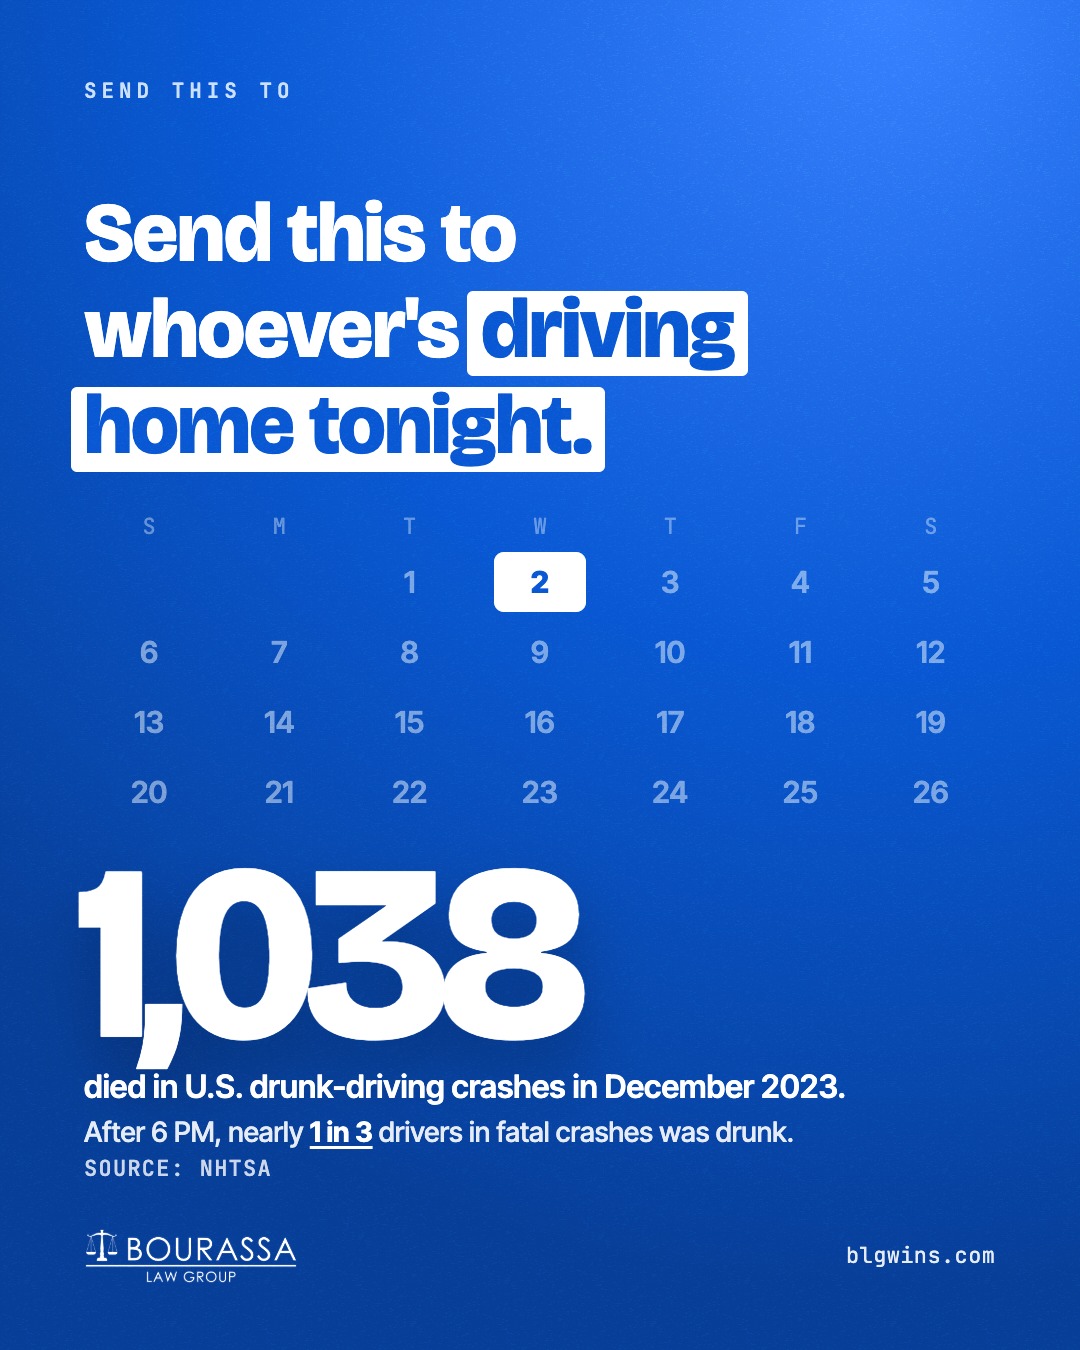 SEND THIS TO
Send this to
whoever's driving
home tonight.
S M T W T F S
1 2 3 4 5
6 7 8 9 10 11 12
13 14 15 16 17 18 19
20 21 22 23 24 25 26
1,038
died in U.S. drunk-driving crashes in December 2023.
After 6 PM, nearly 1 in 3 drivers in fatal crashes was drunk.
SOURCE: NHTSA
BOURASSA
LAW GROUP
blgwins.com